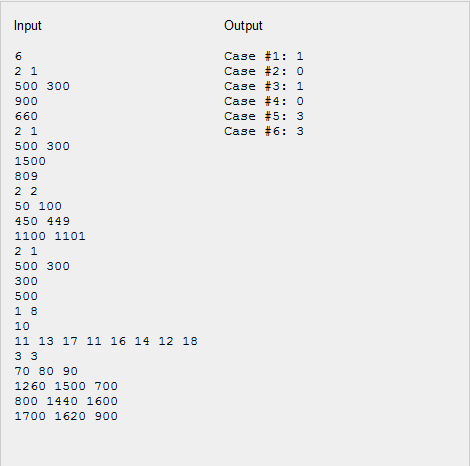 Input Output
6 Case #1: 1
2 1 Case #2: 0
500 300 Case #3: 1
900 Case #4: 0
660 Case #5: 3
2 1 Case #6: 3
500 300
1500
809
2 2
50 100
450 449
1100 1101
2 1
500 300
300
500
1 8
10
11 13 17 11 16 14 12 18
3 3
70 80 90
1260 1500 700
800 1440 1600
1700 1620 900